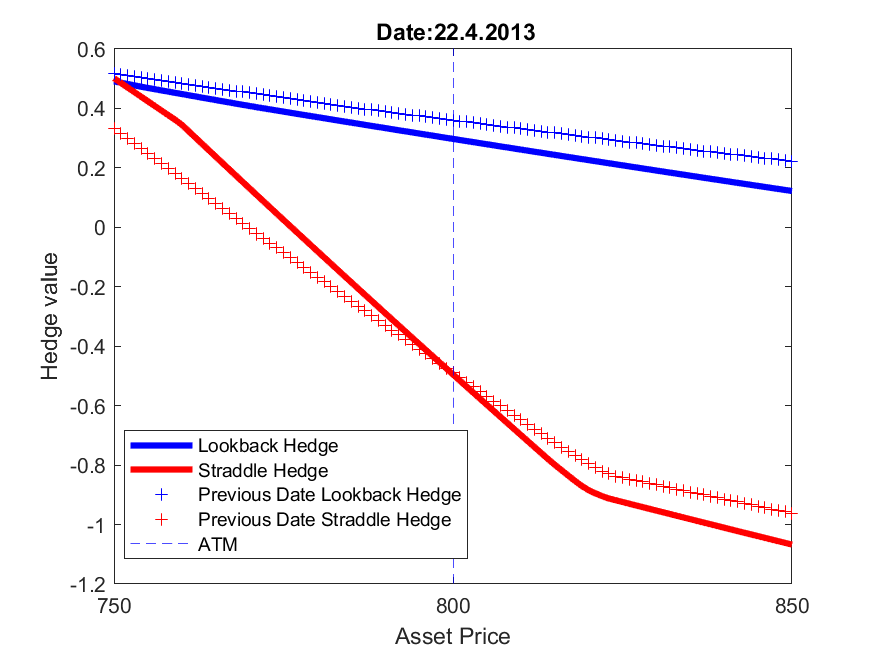 Date:22.4.2013
0.6
0.4
0.2
0
-0.2
-0.4
-0.6
-0.8
-1
-1.2
Hedge value
Lookback Hedge
Straddle Hedge
Previous Date Lookback Hedge
Previous Date Straddle Hedge
ATM
750
800
850
Asset Price